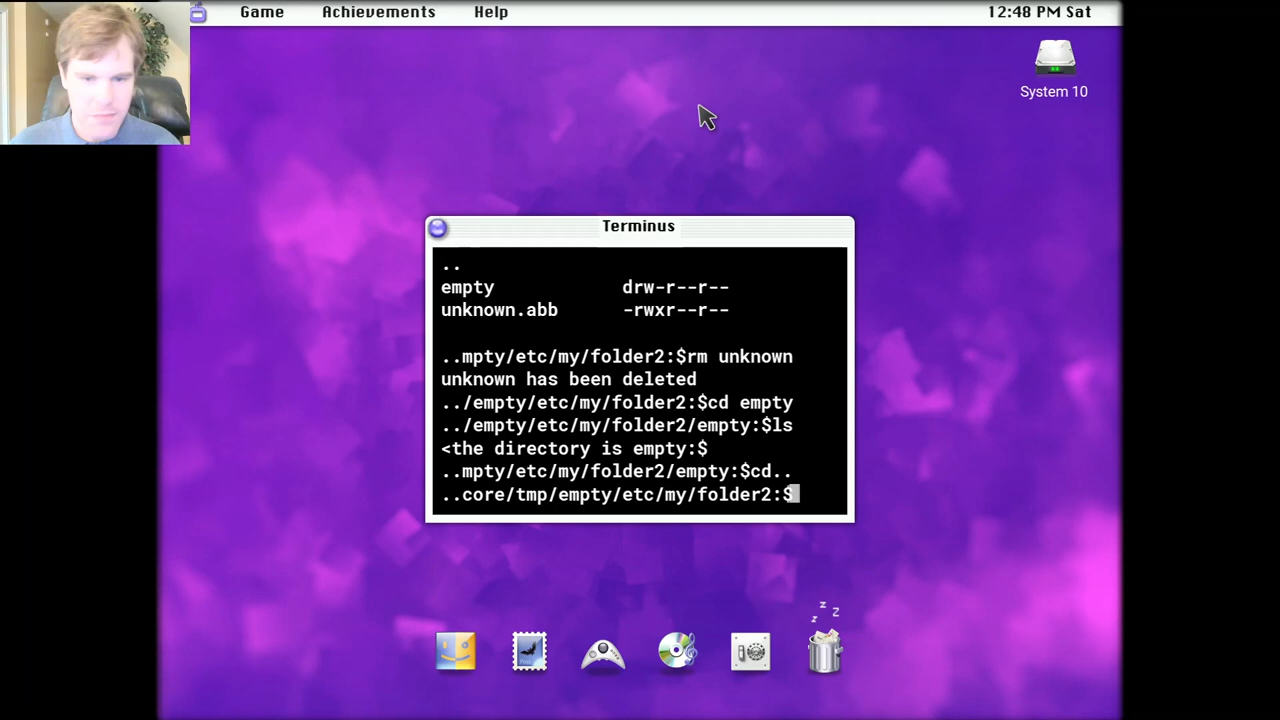 Game Achievements Help 12:48 PM Sat
System 10
Terminus
..
empty drw-r--r--
unknown.abb -rwxr--r--
..mpty/etc/my/folder2:$rm unknown
unknown has been deleted
../empty/etc/my/folder2:$cd empty
../empty/etc/my/folder2/empty:$ls
<the directory is empty:$
..mpty/etc/my/folder2/empty:$cd..
..core/tmp/empty/etc/my/folder2:$
z z
z